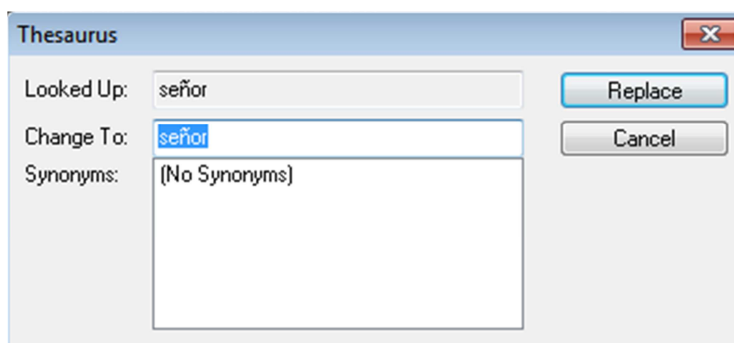 Thesaurus
Looked Up: señor Replace
Change To: señor Cancel
Synonyms: (No Synonyms)